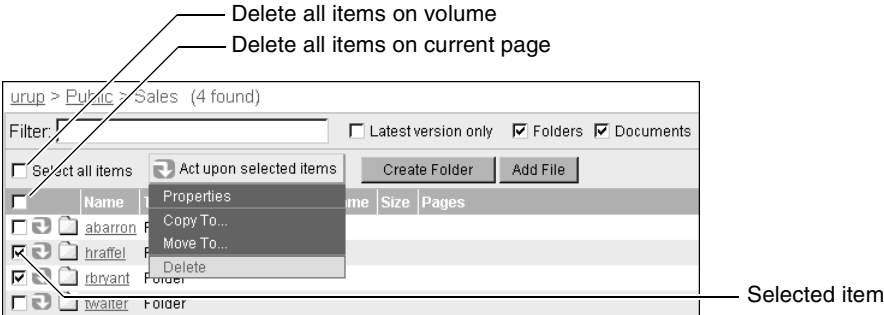 Delete all items on volume
Delete all items on current page
urup > Public > Sales (4 found)
Filter: Latest version only Folders Documents
Select all items Act upon selected items Create Folder Add File
Name Size Pages
Properties
Copy To...
Move To...
Delete
abarron
hraffel
rbryant Folder
twalter Folder
Selected item